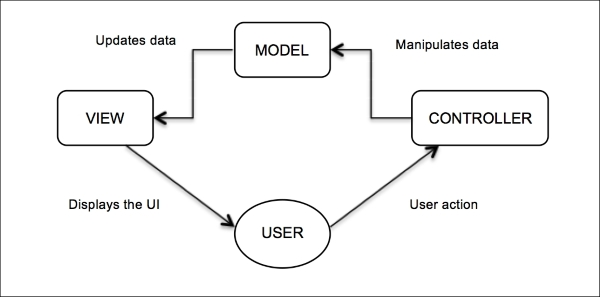 Updates data
MODEL
Manipulates data
VIEW
CONTROLLER
Displays the UI
USER
User action